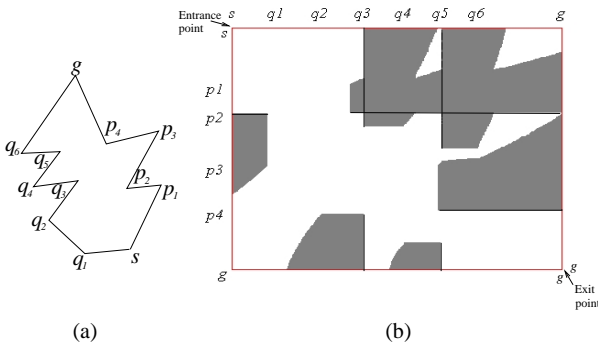 Entrance point
s q1 q2 q3 q4 q5 q6 g
s
p1
p2
p3
p4
g
g
g
Exit point
g
p4
p3
q6
q5
p2
p1
q4
q3
q2
q1
s
(a)
(b)